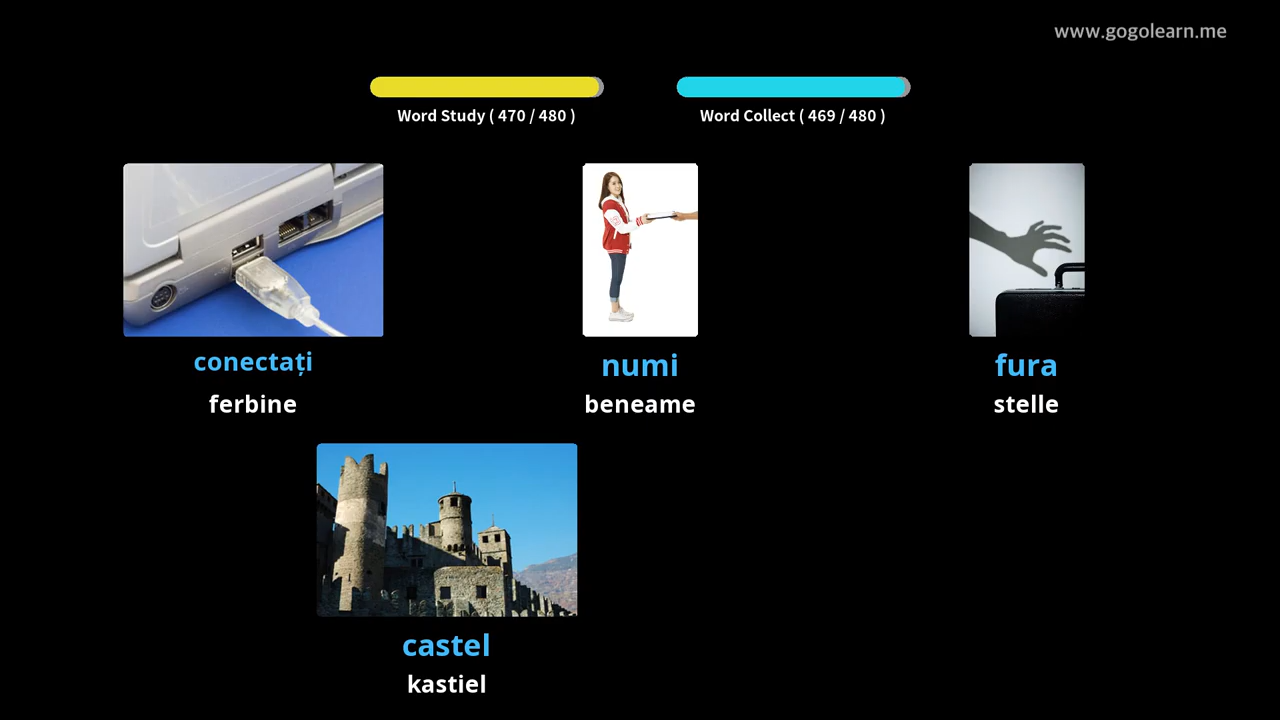 www.gogolearn.me
Word Study ( 470 / 480 )
Word Collect ( 469 / 480 )
conectați
ferbine
numi
beneame
fura
stelle
castel
kastiel